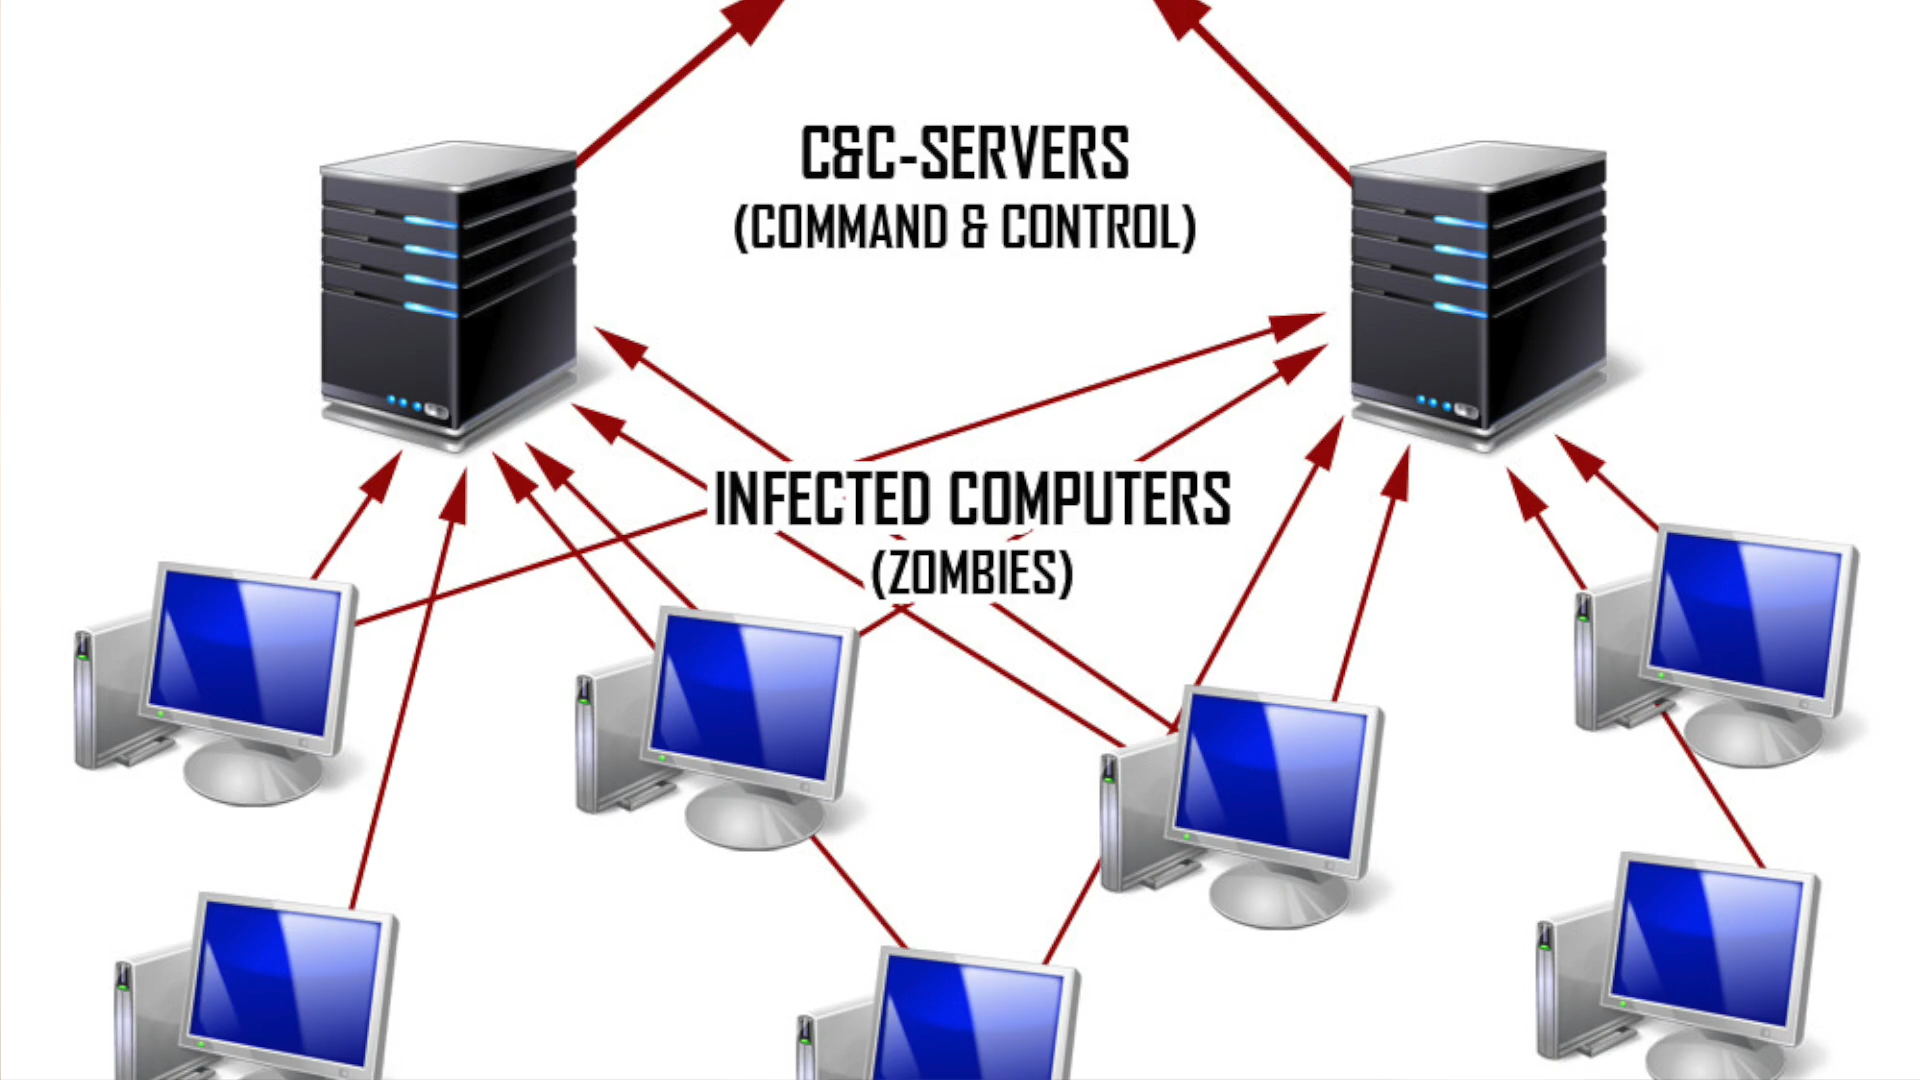 C&C-SERVERS
(COMMAND & CONTROL)
INFECTED COMPUTERS
(ZOMBIES)